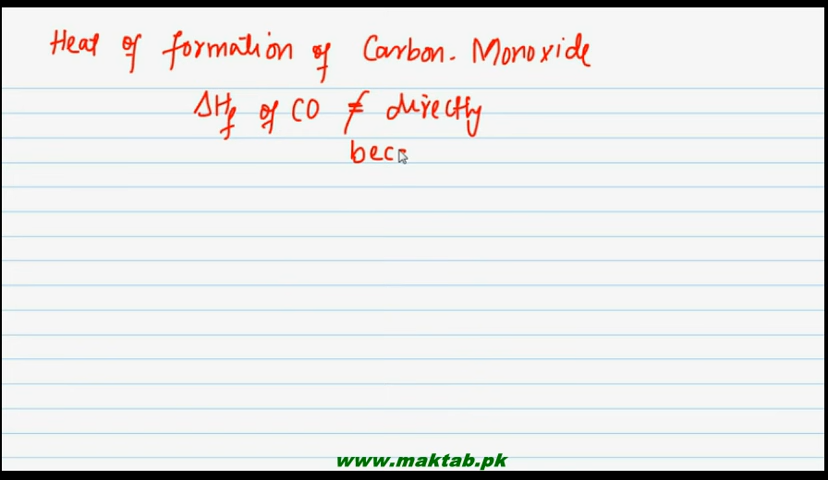 Heat of formation of Carbon. Monoxide
ΔHf of CO ≠ directly
bec
www.maktab.pk